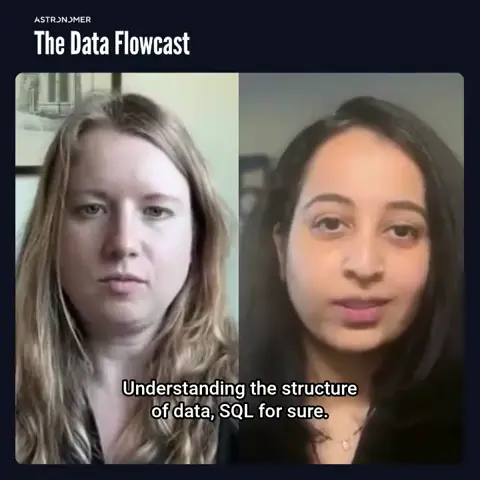 ASTRONOMER
The Data Flowcast
Understanding the structure
of data, SQL for sure.